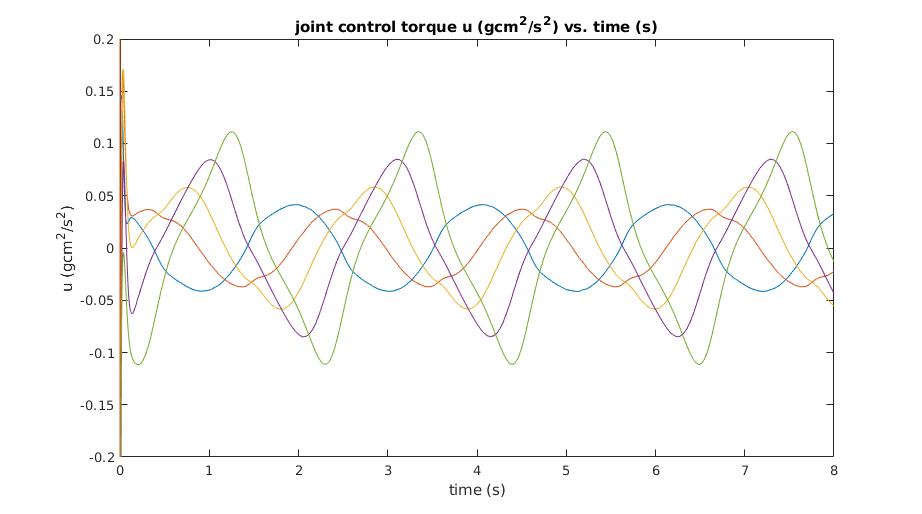 joint control torque u (gcm²/s²) vs. time (s)
u (gcm²/s²)
0.2
0.15
0.1
0.05
0
-0.05
-0.1
-0.15
-0.2
0 1 2 3 4 5 6 7 8
time (s)